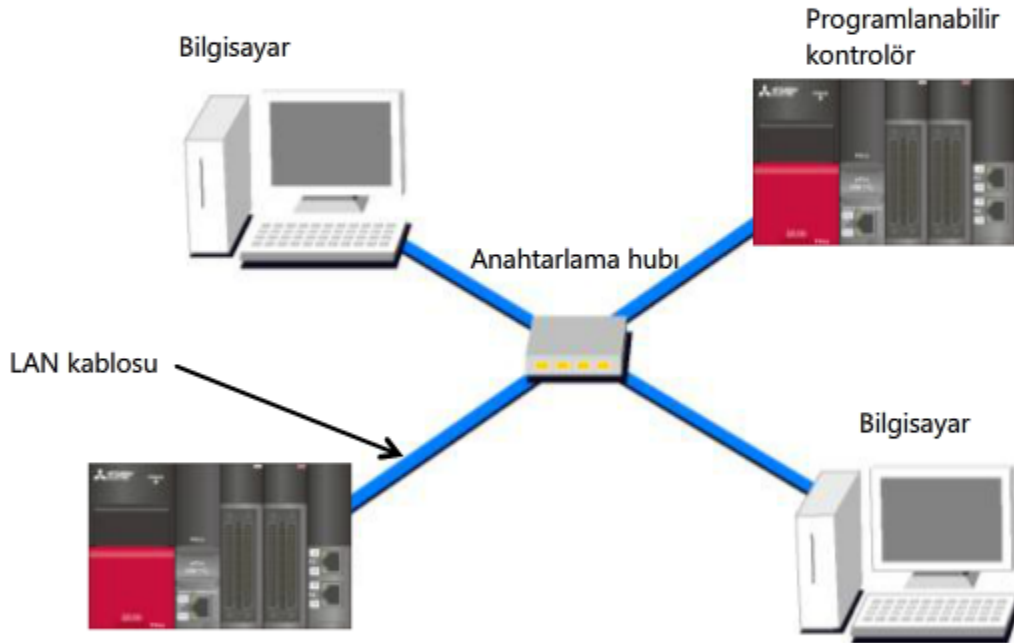 Programlanabilir
kontrolör
Bilgisayar
Anahtarlama hubı
LAN kablosu
Bilgisayar